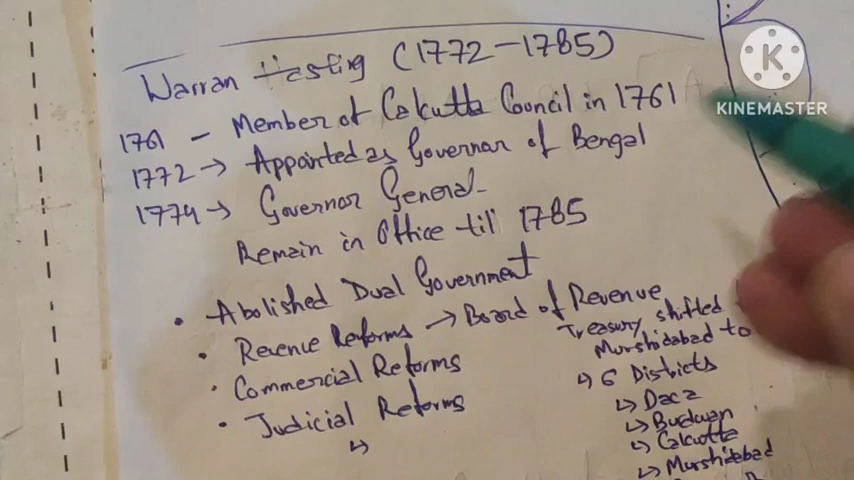 Warran Hasting (1772-1785)
1761 - Member of Calcutta Council in 1761
1772 → Appointed as Governor of Bengal
1774 → Governor General
Remain in Office till 1785
• Abolished Dual Government
• Revenue Reforms → Board of Revenue
Treasury shifted
Murshidabad to
↳ 6 Districts
↳ Daca
↳ Budwan
↳ Calcutta
↳ Murshidabad
• Commercial Reforms
• Judicial Reforms
↳
K
KINEMASTER